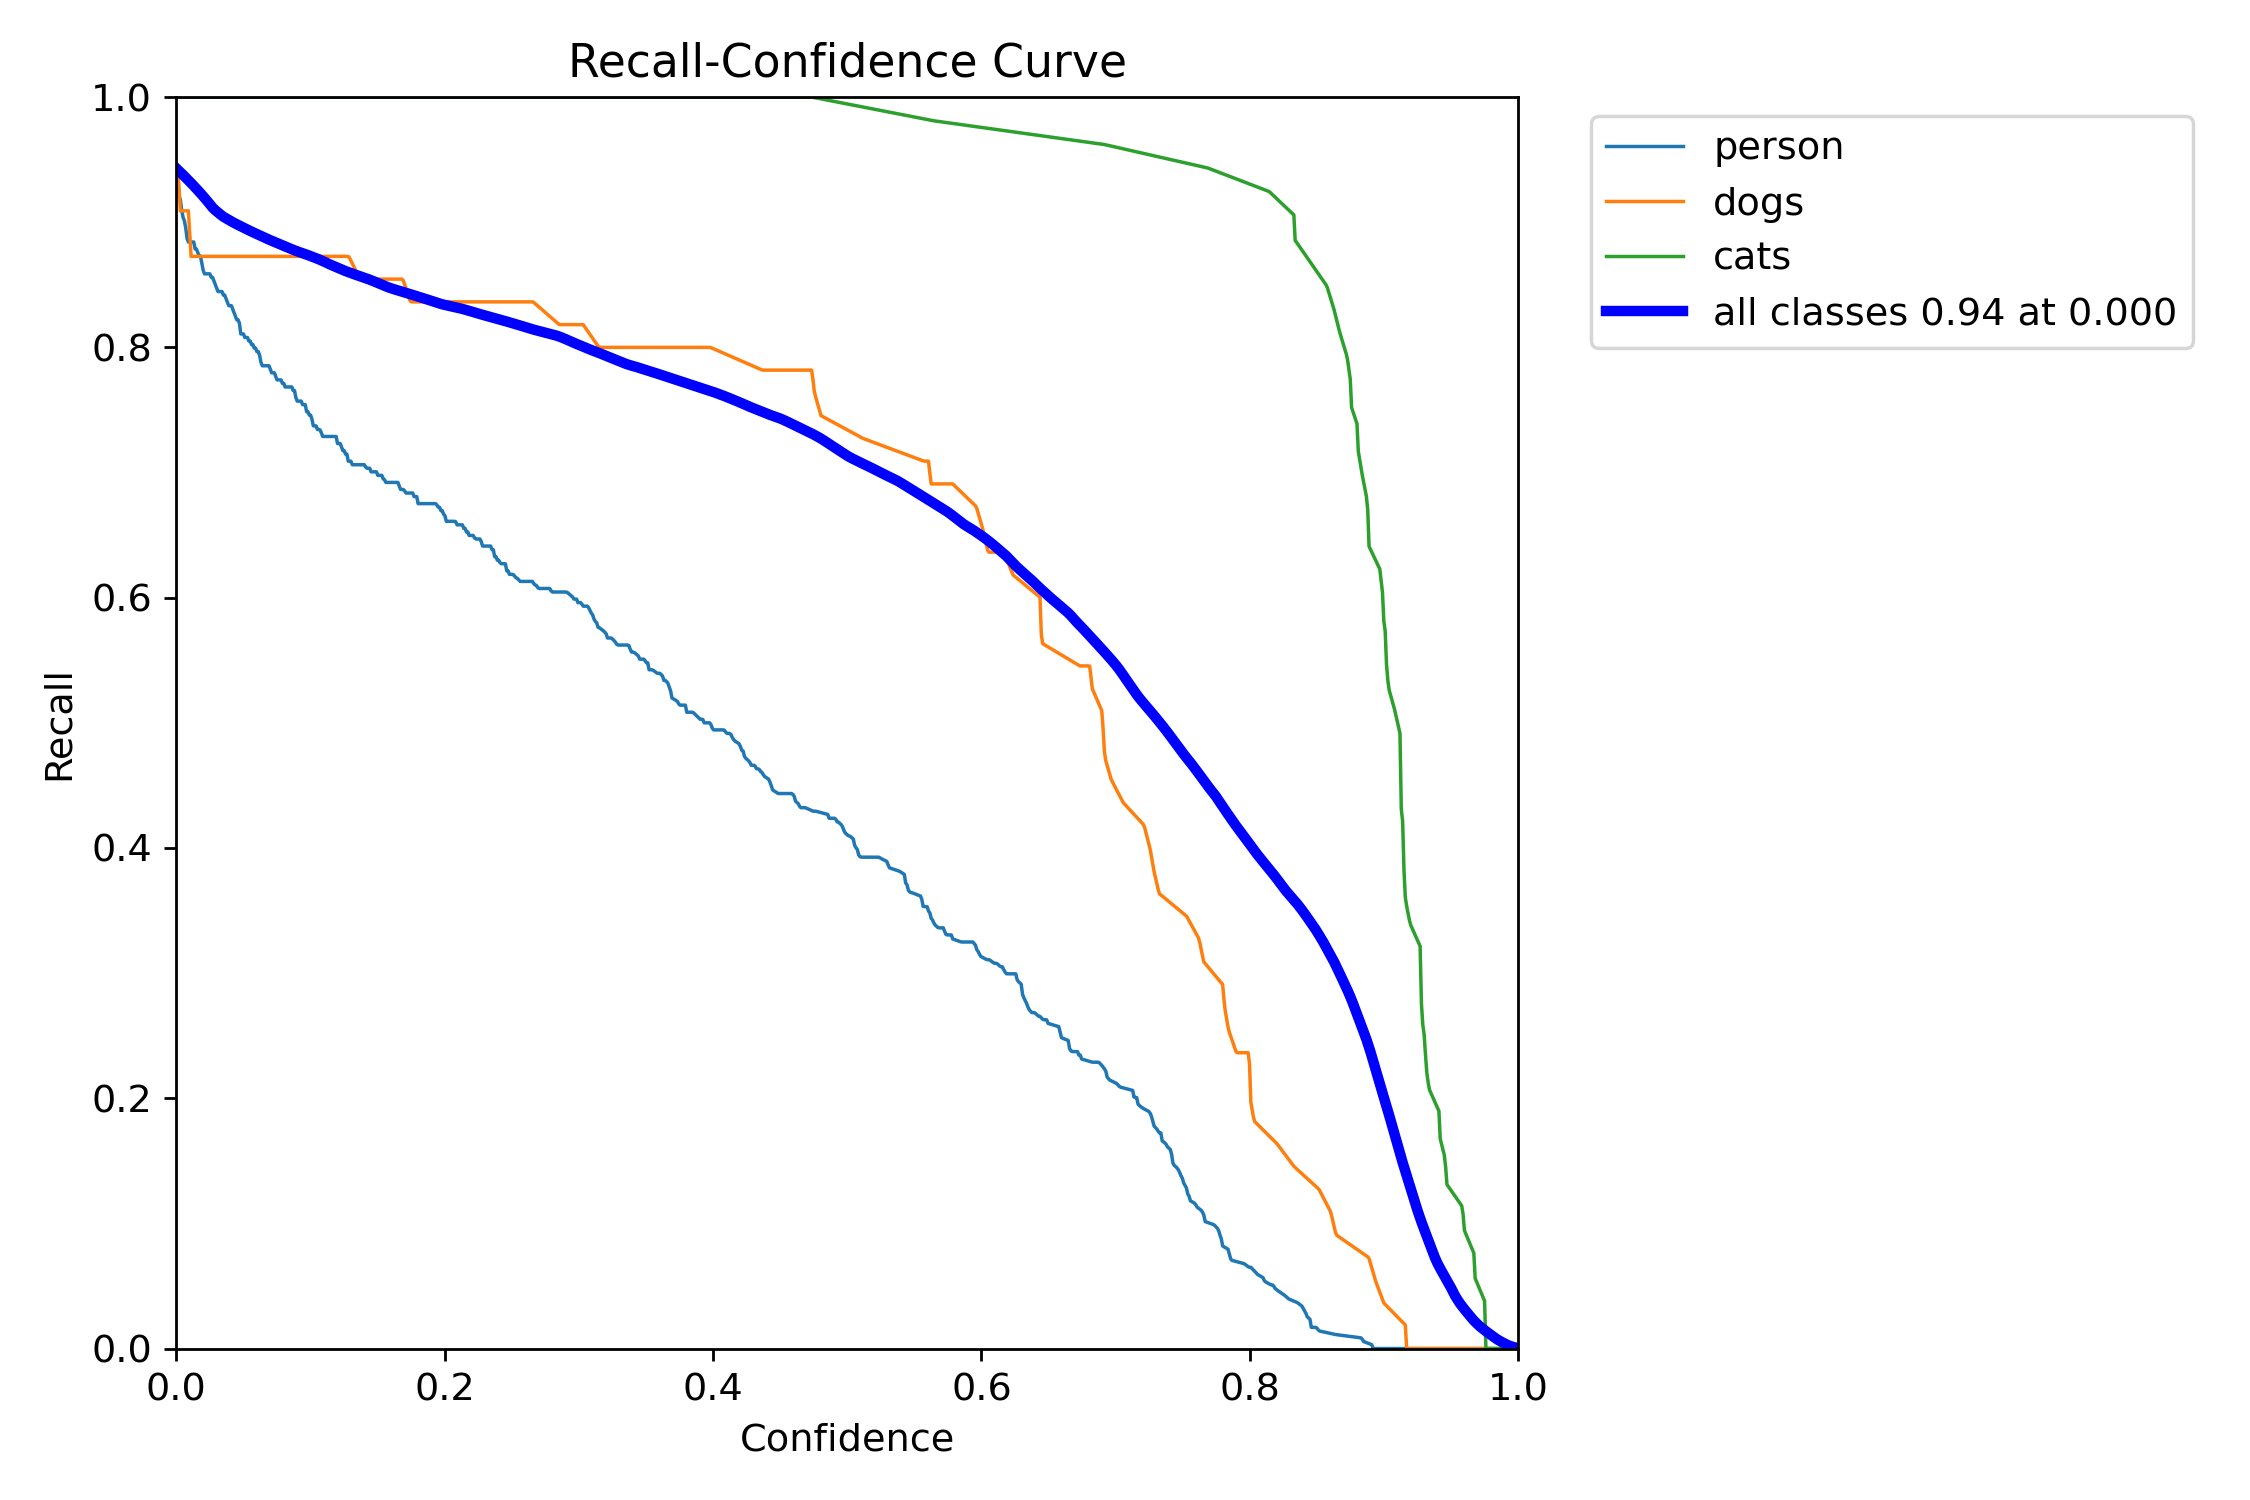 Recall-Confidence Curve
1.0
0.8
0.6
0.4
0.2
0.0
Recall
0.0 0.2 0.4 0.6 0.8 1.0
Confidence
person
dogs
cats
all classes 0.94 at 0.000